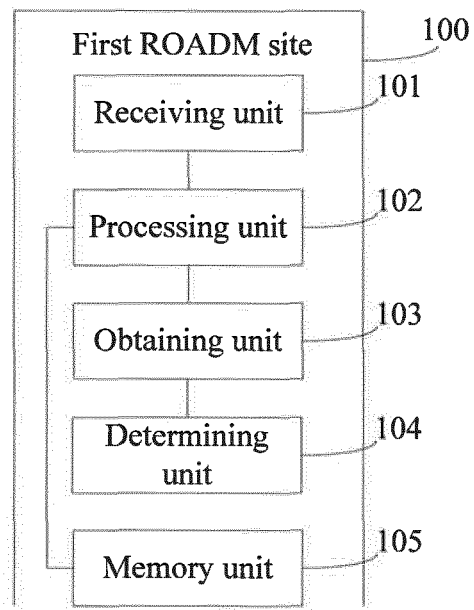 First ROADM site
100
Receiving unit
101
Processing unit
102
Obtaining unit
103
Determining
unit
104
Memory unit
105